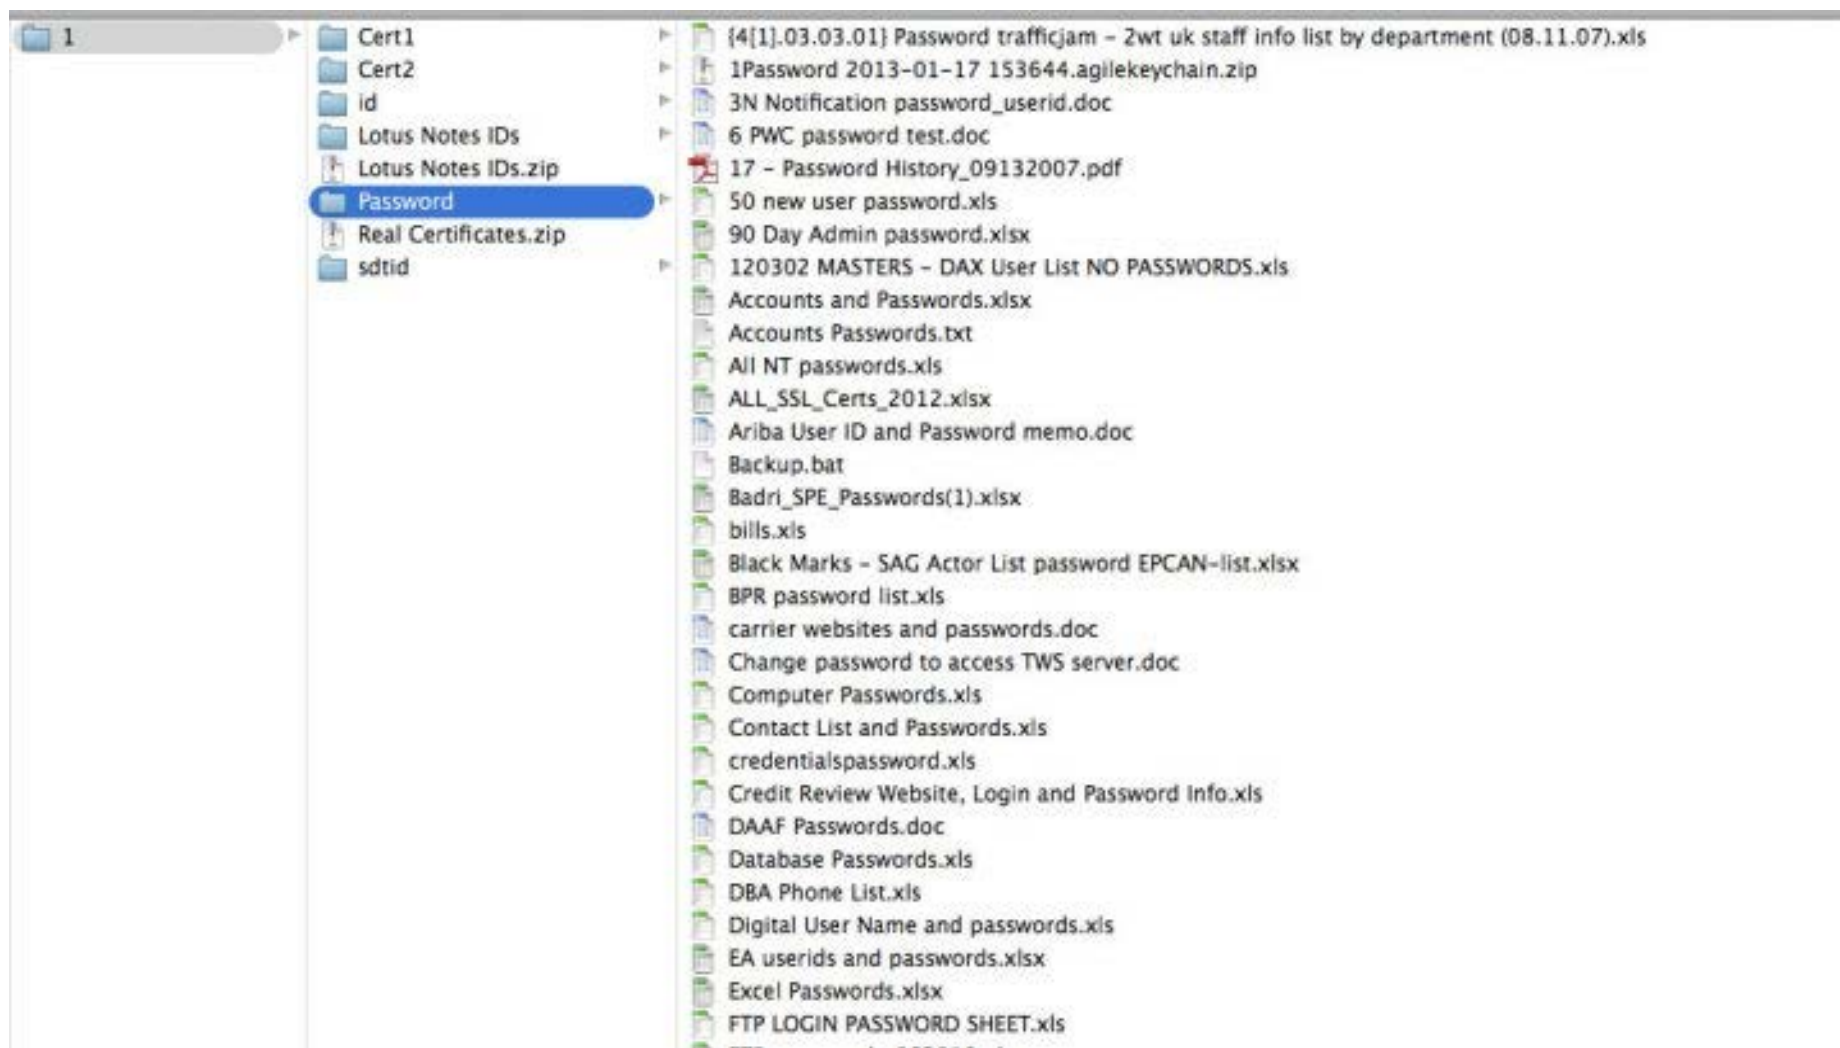 1
Cert1
Cert2
id
Lotus Notes IDs
Lotus Notes IDs.zip
Password
Real Certificates.zip
sdtid
{4[1].03.03.01} Password trafficjam – 2wt uk staff info list by department (08.11.07).xls
1Password 2013-01-17 153644.agilekeychain.zip
3N Notification password_userid.doc
6 PWC password test.doc
17 – Password History_09132007.pdf
50 new user password.xls
90 Day Admin password.xlsx
120302 MASTERS – DAX User List NO PASSWORDS.xls
Accounts and Passwords.xlsx
Accounts Passwords.txt
All NT passwords.xls
ALL_SSL_Certs_2012.xlsx
Ariba User ID and Password memo.doc
Backup.bat
Badri_SPE_Passwords(1).xlsx
bills.xls
Black Marks – SAG Actor List password EPCAN-list.xlsx
BPR password list.xls
carrier websites and passwords.doc
Change password to access TWS server.doc
Computer Passwords.xls
Contact List and Passwords.xls
credentialspassword.xls
Credit Review Website, Login and Password Info.xls
DAAF Passwords.doc
Database Passwords.xls
DBA Phone List.xls
Digital User Name and passwords.xls
EA userids and passwords.xlsx
Excel Passwords.xlsx
FTP LOGIN PASSWORD SHEET.xls